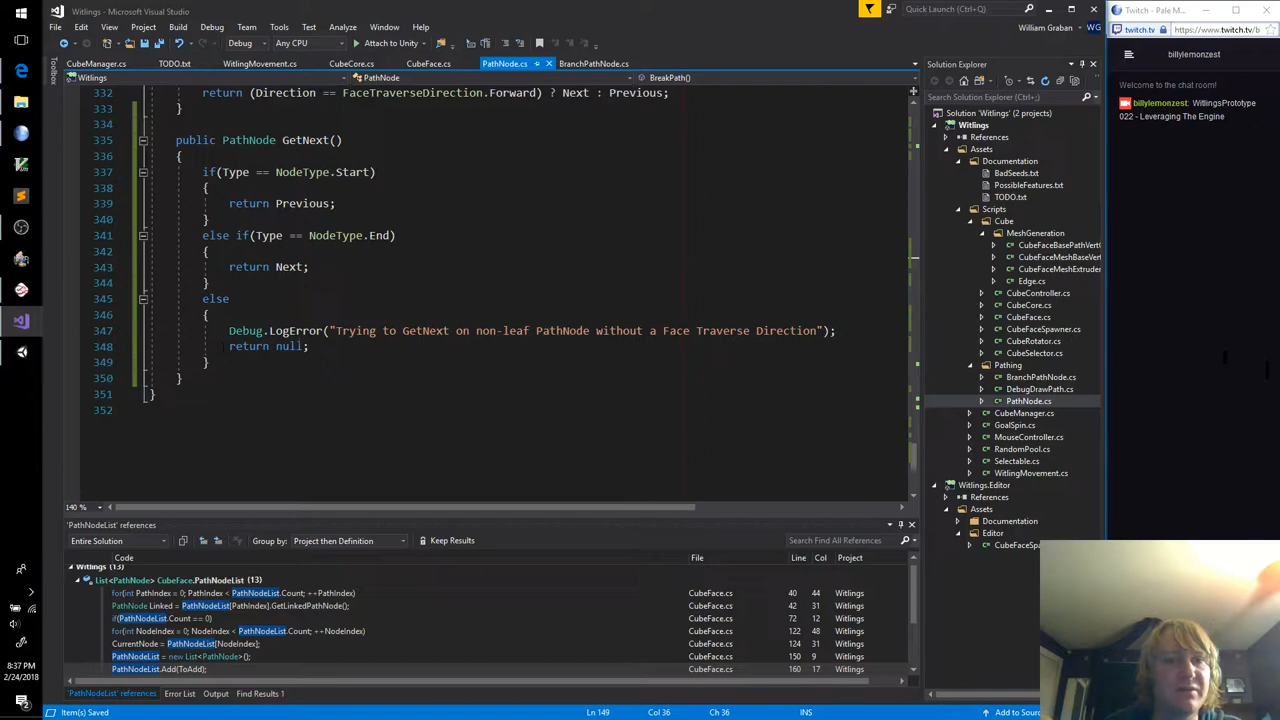 Witlings - Microsoft Visual Studio
Quick Launch (Ctrl+Q)
File Edit View Project Build Debug Team Tools Test Analyze Window Help
William Graban WG
Debug Any CPU Attach to Unity
CubeManager.cs TODO.txt WitlingMovement.cs CubeCore.cs CubeFace.cs PathNode.cs BranchPathNode.cs
Witlings PathNode BreakPath()
Toolbox
332 return (Direction == FaceTraverseDirection.Forward) ? Next : Previous;
333 }
334
335 public PathNode GetNext()
336 {
337 if(Type == NodeType.Start)
338 {
339 return Previous;
340 }
341 else if(Type == NodeType.End)
342 {
343 return Next;
344 }
345 else
346 {
347 Debug.LogError("Trying to GetNext on non-leaf PathNode without a Face Traverse Direction");
348 return null;
349 }
350 }
351 }
352
140 %
'PathNodeList' references
Entire Solution Group by: Project then Definition Keep Results Search Find All References
Code File Line Col Project
Witlings (13)
List<PathNode> CubeFace.PathNodeList (13)
for(int PathIndex = 0; PathIndex < PathNodeList.Count; ++PathIndex) CubeFace.cs 40 44 Witlings
PathNode Linked = PathNodeList[PathIndex].GetLinkedPathNode(); CubeFace.cs 42 31 Witlings
if(PathNodeList.Count == 0) CubeFace.cs 72 12 Witlings
for(int NodeIndex = 0; NodeIndex < PathNodeList.Count; ++NodeIndex) CubeFace.cs 122 48 Witlings
CurrentNode = PathNodeList[NodeIndex]; CubeFace.cs 124 31 Witlings
PathNodeList = new List<PathNode>(); CubeFace.cs 150 9 Witlings
PathNodeList.Add(ToAdd); CubeFace.cs 160 17 Witlings
'PathNodeList' references Error List Output Find Results 1
Item(s) Saved Ln 149 Col 36 Ch 36 INS Add to Sour
Solution Explorer
Search Solution Explorer (Ctrl+;)
Solution 'Witlings' (2 projects)
Witlings
References
Assets
Documentation
BadSeeds.txt
PossibleFeatures.txt
TODO.txt
Scripts
Cube
MeshGeneration
CubeFaceBasePathVert
CubeFaceMeshBaseVert
CubeFaceMeshExtruder
Edge.cs
CubeController.cs
CubeCore.cs
CubeFace.cs
CubeFaceSpawner.cs
CubeRotator.cs
CubeSelector.cs
Pathing
BranchPathNode.cs
DebugDrawPath.cs
PathNode.cs
CubeManager.cs
GoalSpin.cs
MouseController.cs
RandomPool.cs
Selectable.cs
WitlingMovement.cs
Witlings.Editor
References
Assets
Documentation
Editor
CubeFaceSp
Twitch - Pale M...
twitch.tv https://www.twitch.tv/b
billylemonzest
Welcome to the chat room!
billylemonzest: WitlingsPrototype
022 - Leveraging The Engine
8:37 PM
2/24/2018